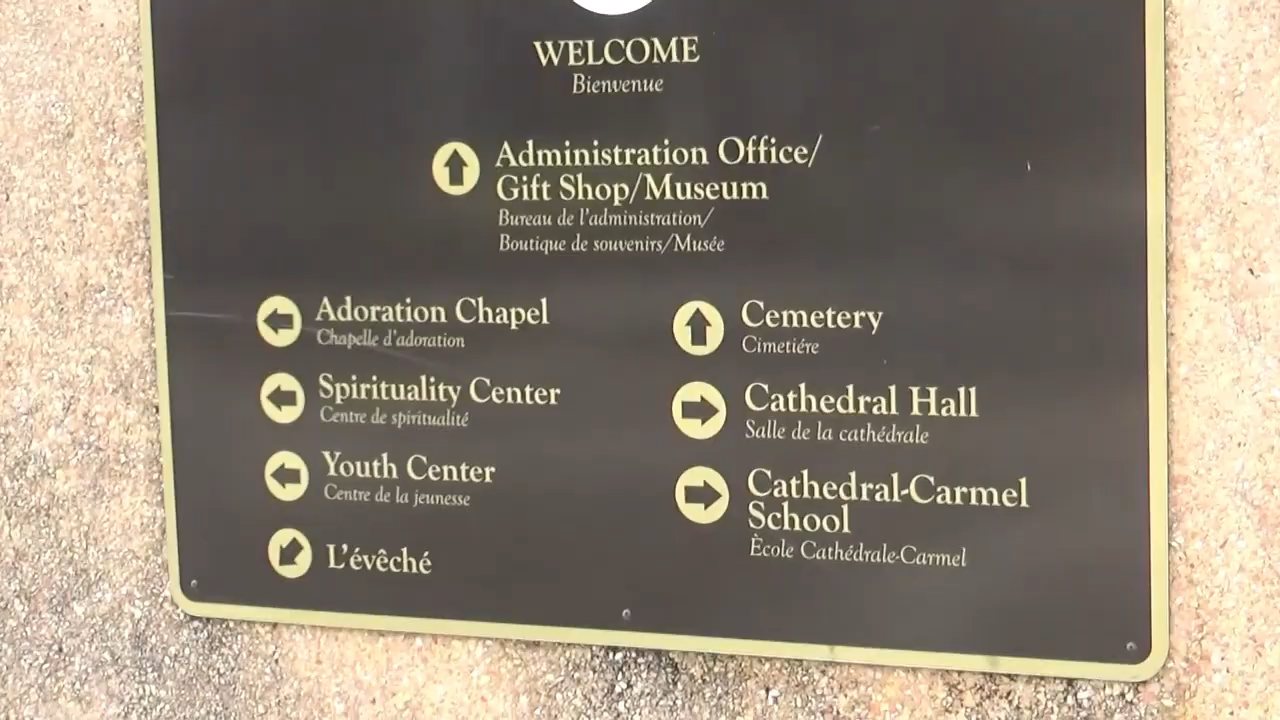 WELCOME
Bienvenue
Administration Office/
Gift Shop/Museum
Bureau de l'administration/
Boutique de souvenirs/Musée
Adoration Chapel
Chapelle d'adoration
Spirituality Center
Centre de spiritualité
Youth Center
Centre de la jeunesse
L'évêché
Cemetery
Cimetiére
Cathedral Hall
Salle de la cathédrale
Cathedral-Carmel
School
Ècole Cathédrale-Carmel